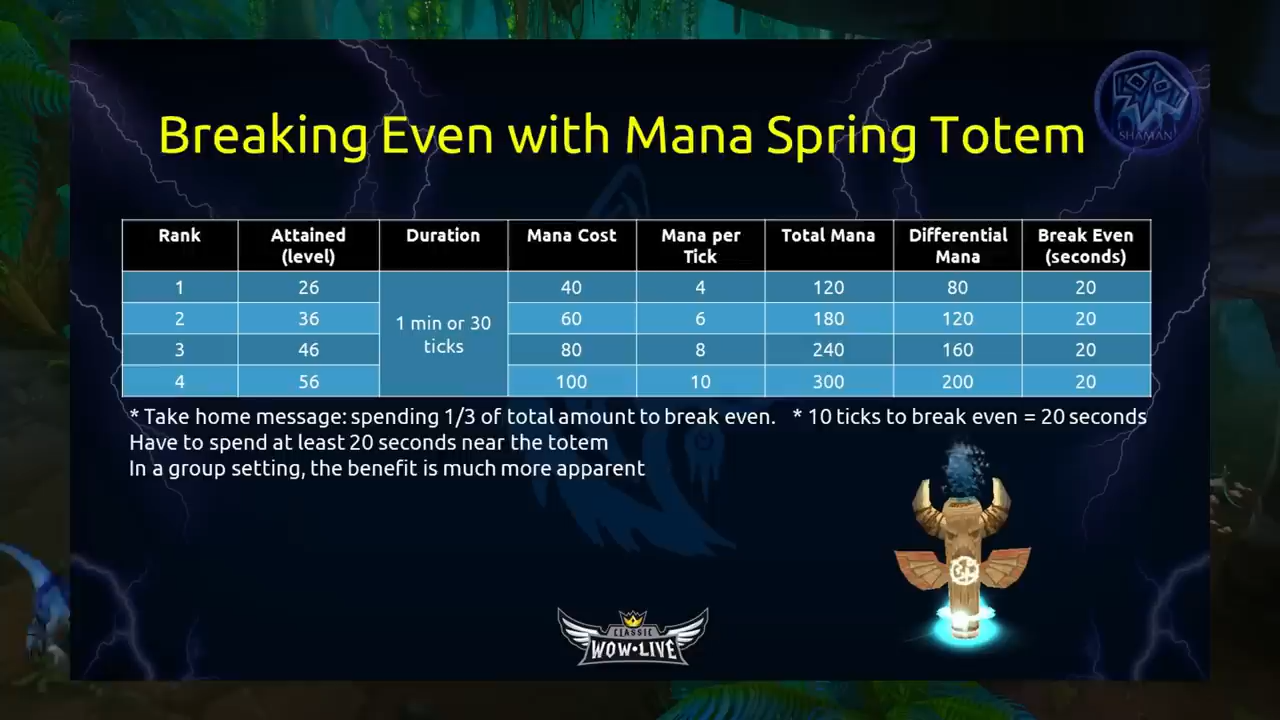 SHAMAN
Breaking Even with Mana Spring Totem
Rank Attained (level) Duration Mana Cost Mana per Tick Total Mana Differential Mana Break Even (seconds)
1 26 1 min or 30 ticks 40 4 120 80 20
2 36 60 6 180 120 20
3 46 80 8 240 160 20
4 56 100 10 300 200 20
* Take home message: spending 1/3 of total amount to break even. * 10 ticks to break even = 20 seconds
Have to spend at least 20 seconds near the totem
In a group setting, the benefit is much more apparent
CLASSIC
WOW•LIVE